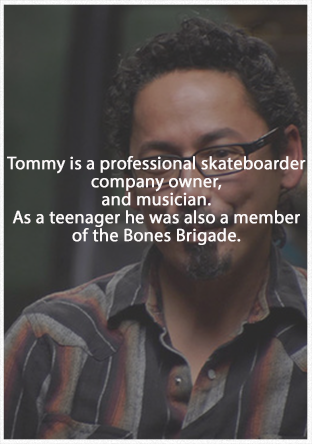 Tommy is a professional skateboarder
company owner,
and musician.
As a teenager he was also a member
of the Bones Brigade.